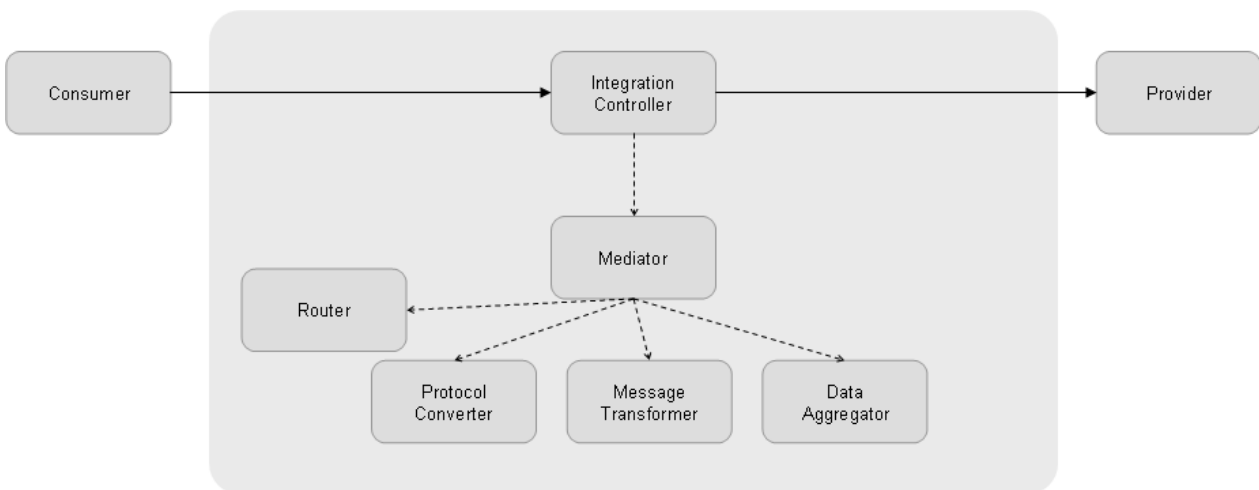 Consumer
Integration
Controller
Provider
Mediator
Router
Protocol
Converter
Message
Transformer
Data
Aggregator